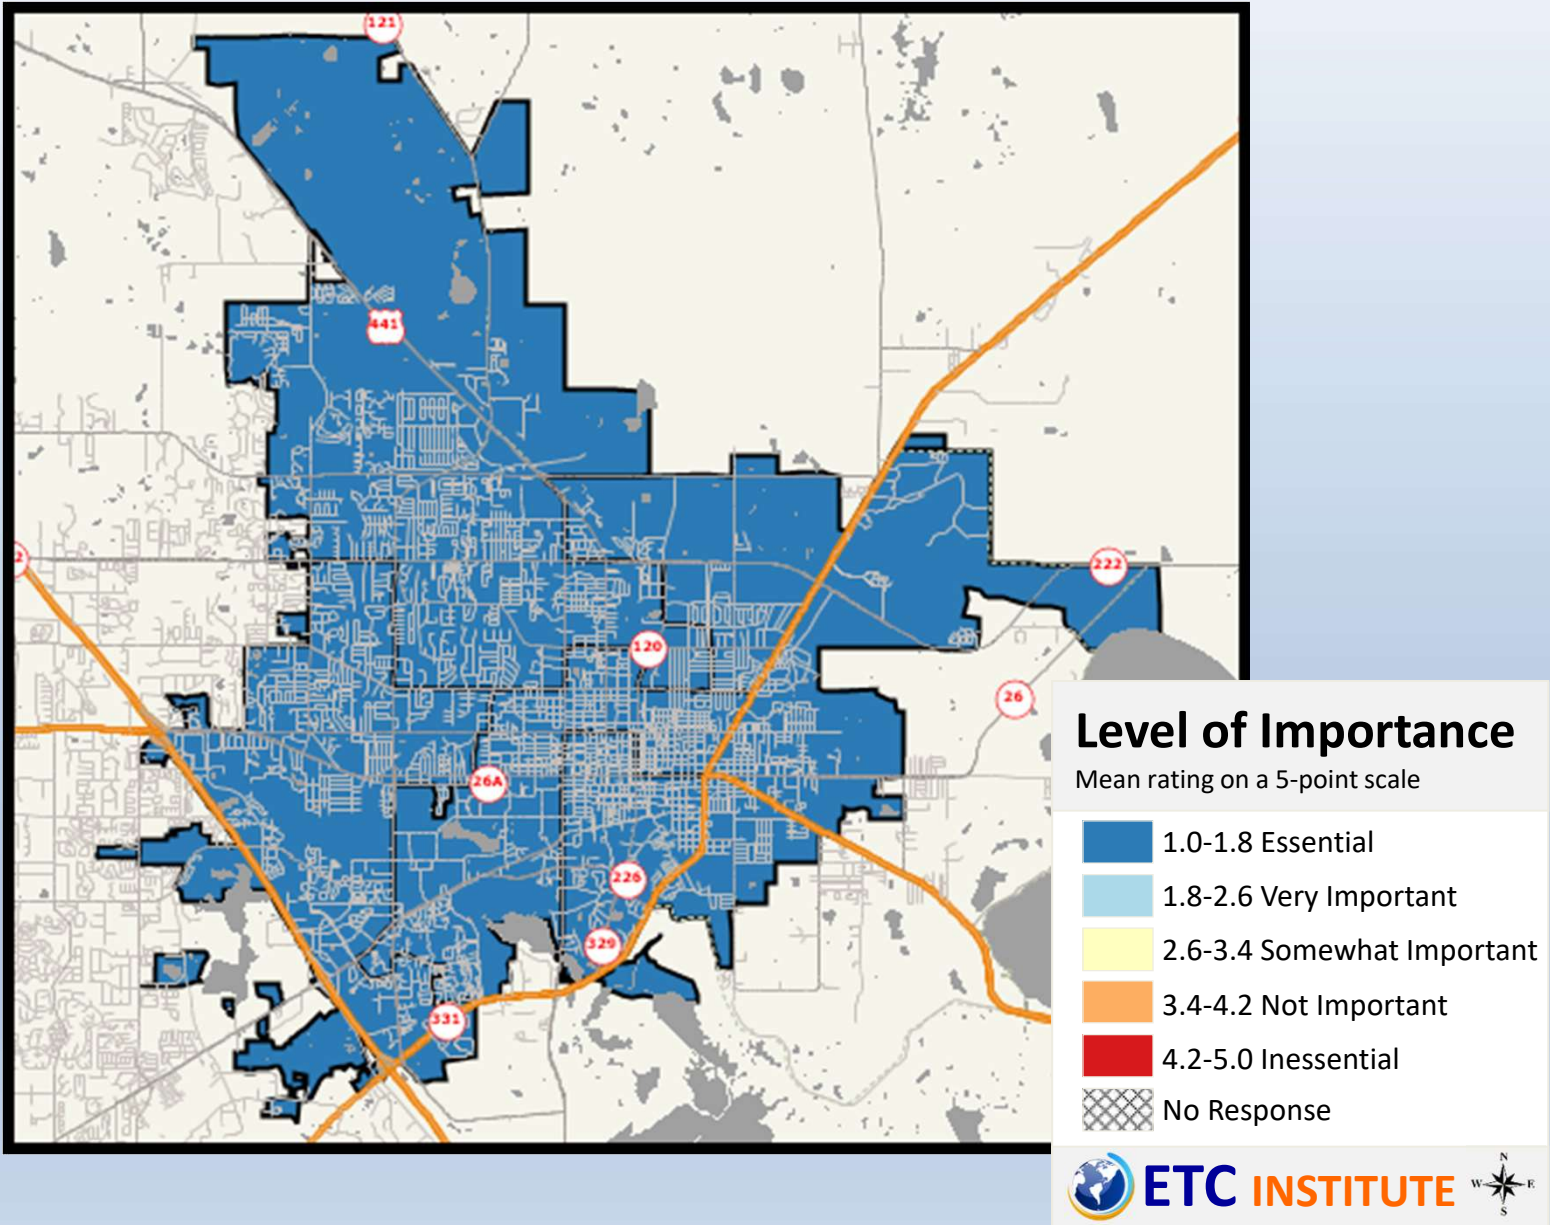 121
441
2
222
120
26
26A
226
329
331
Level of Importance
Mean rating on a 5-point scale
1.0-1.8 Essential
1.8-2.6 Very Important
2.6-3.4 Somewhat Important
3.4-4.2 Not Important
4.2-5.0 Inessential
No Response
ETC INSTITUTE
N
W E
S